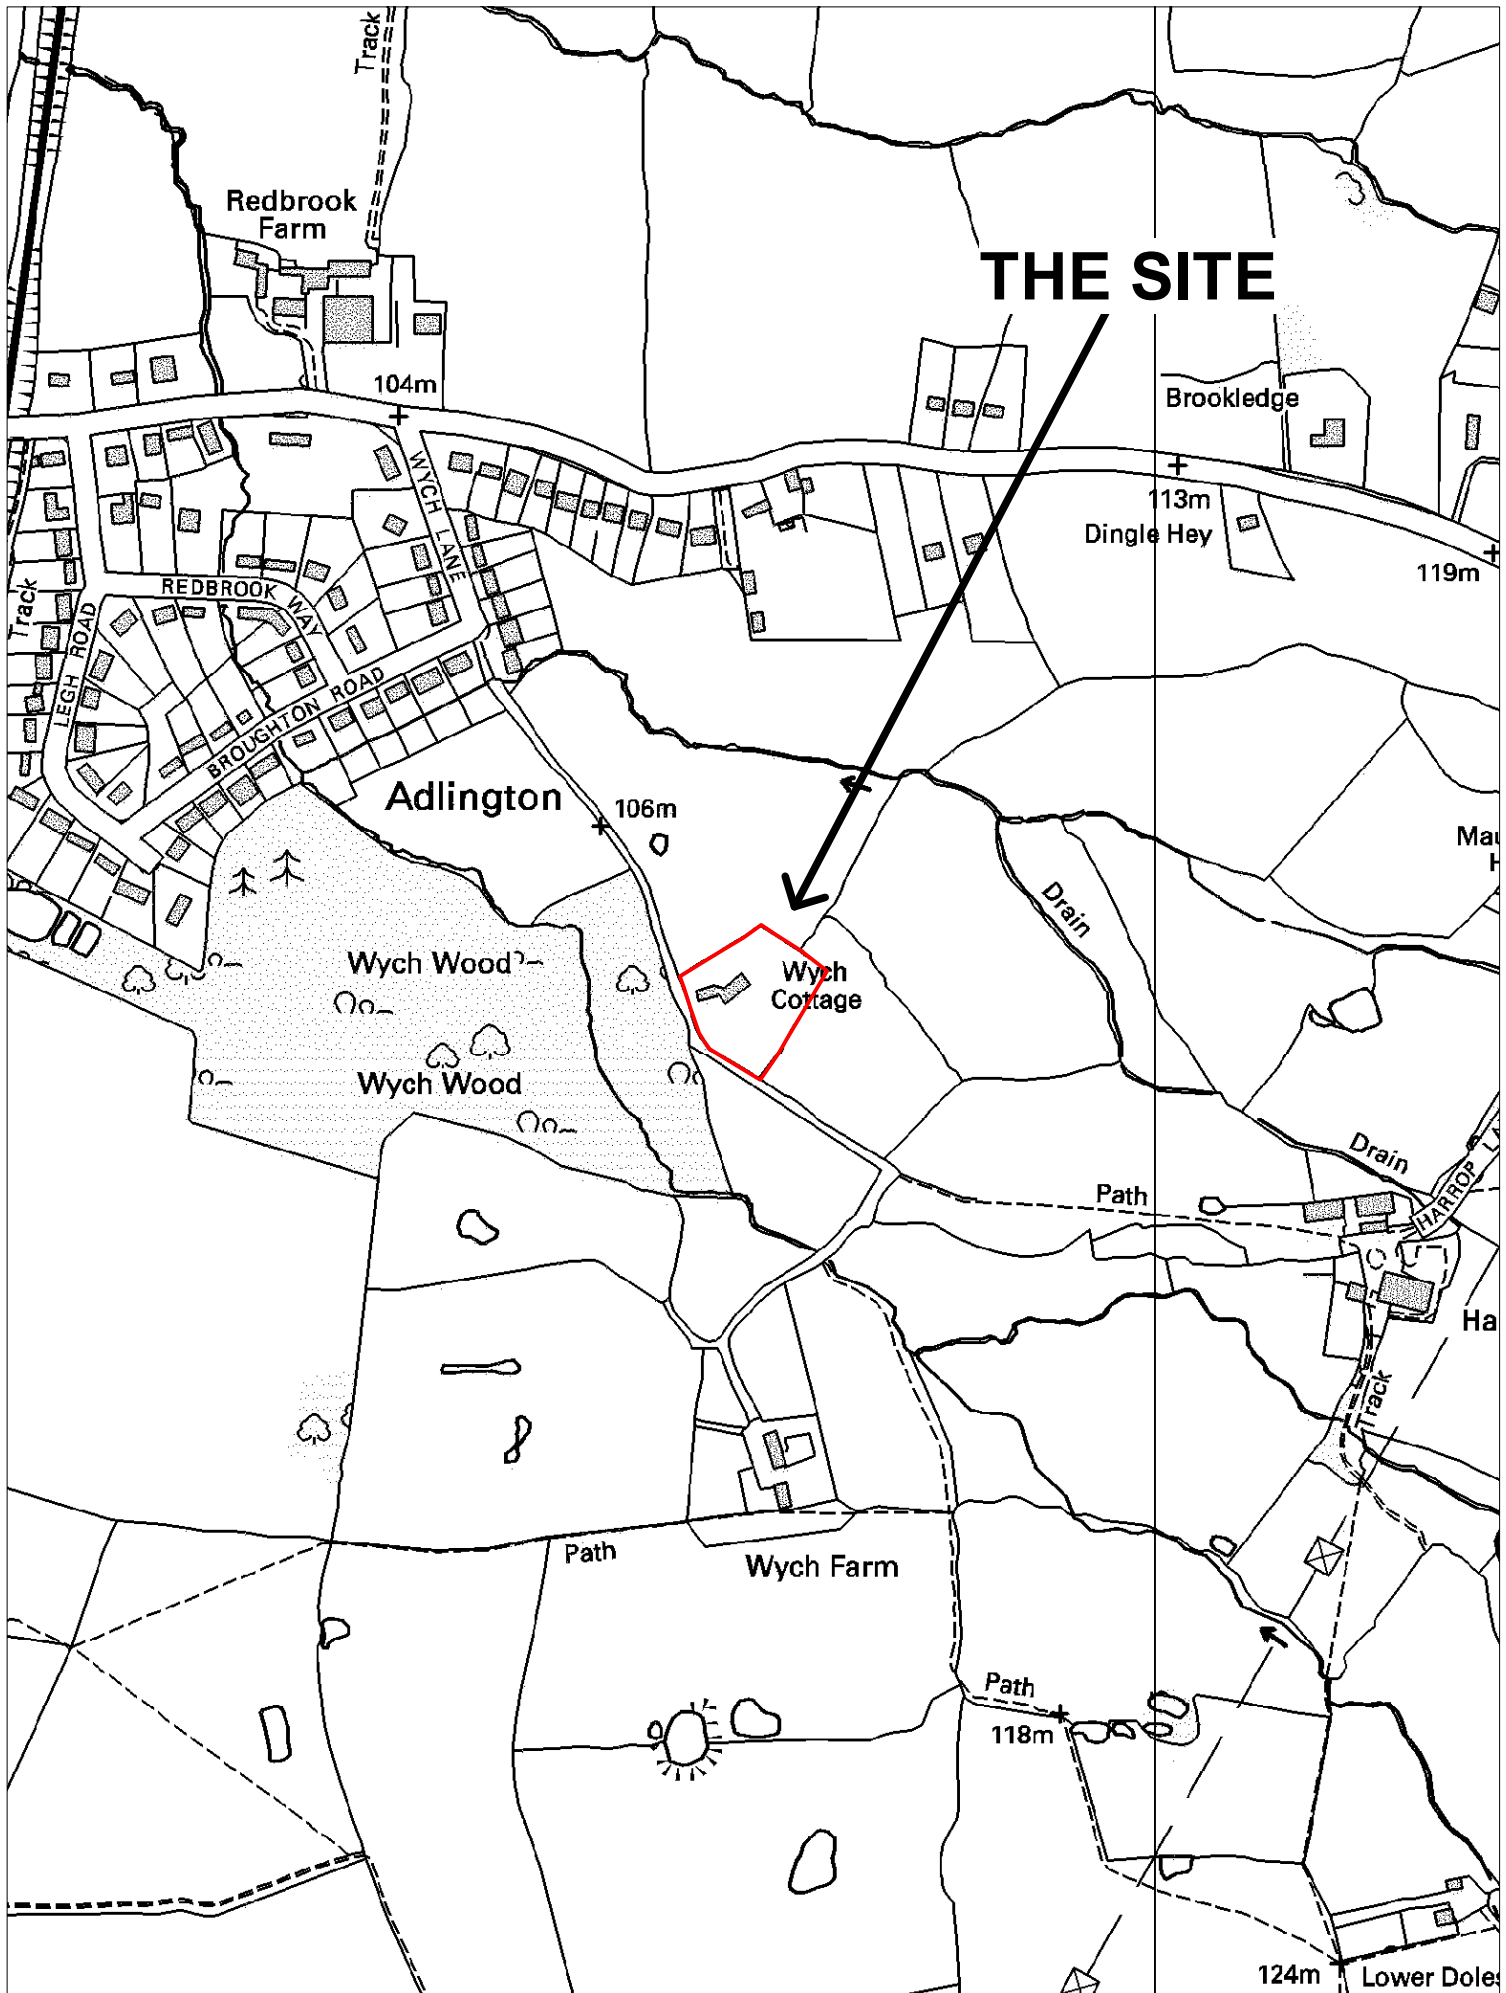 Track
Redbrook
Farm
THE SITE
104m
Brookledge
WYCH LANE
113m
Dingle Hey
119m
Track
REDBROOK WAY
LEGH ROAD
BROUGHTON ROAD
Adlington
106m
Drain
Wych Wood
Wych
Cottage
Wych Wood
Drain
Path
HARROP
Track
Path
Wych Farm
Path
118m
124m
Lower